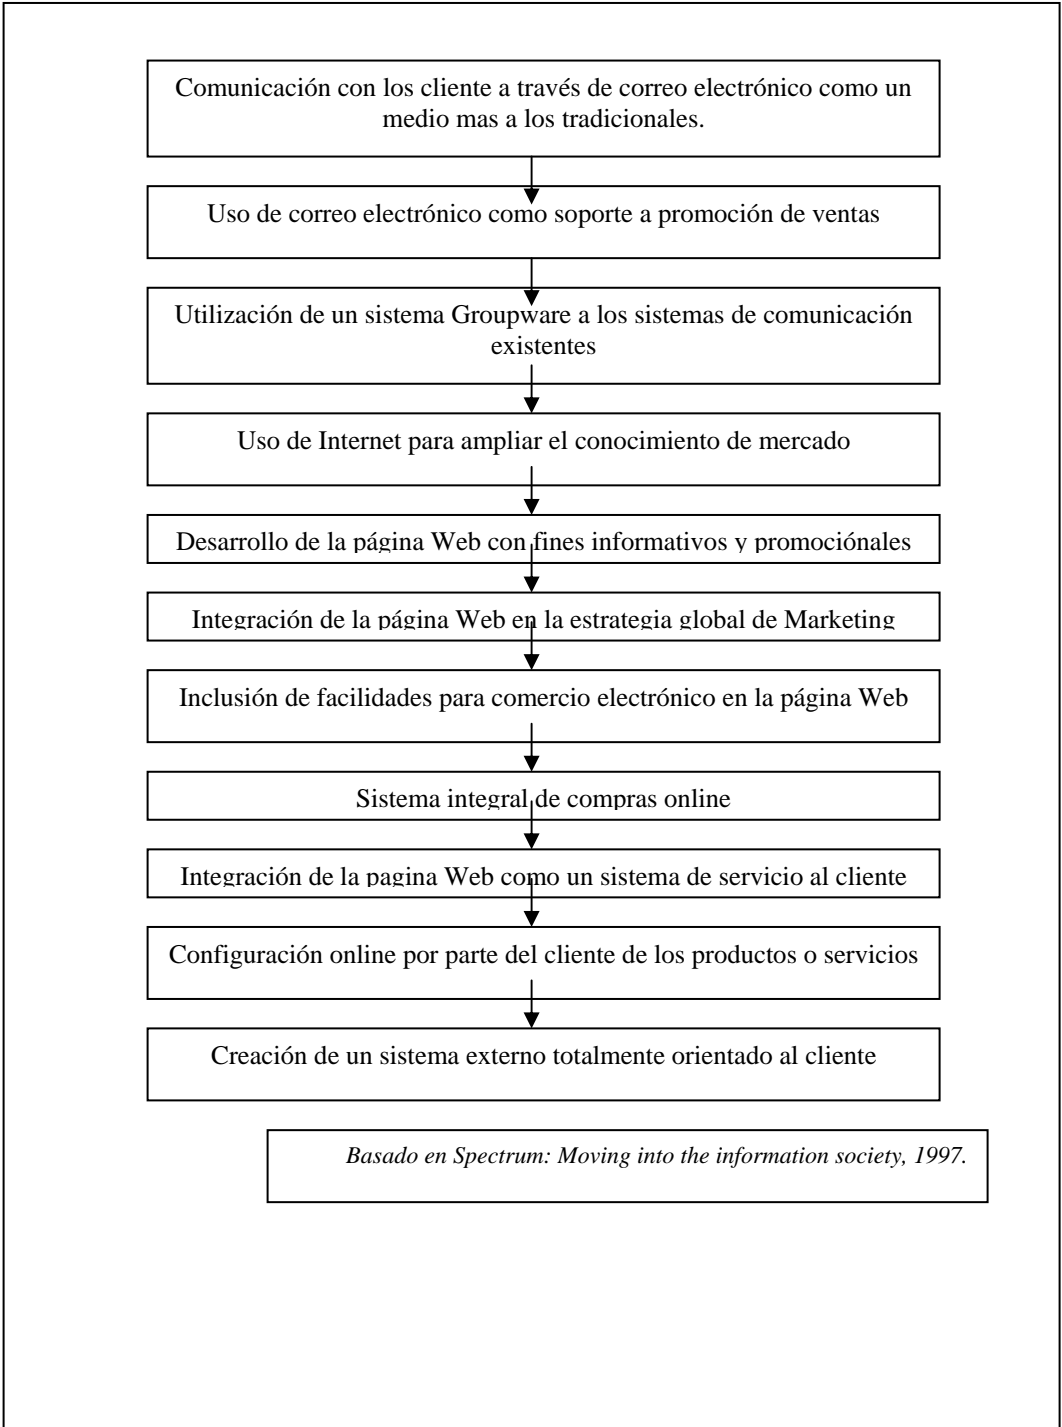 Comunicación con los cliente a través de correo electrónico como un
medio mas a los tradicionales.
Uso de correo electrónico como soporte a promoción de ventas
Utilización de un sistema Groupware a los sistemas de comunicación
existentes
Uso de Internet para ampliar el conocimiento de mercado
Desarrollo de la página Web con fines informativos y promociónales
Integración de la página Web en la estrategia global de Marketing
Inclusión de facilidades para comercio electrónico en la página Web
Sistema integral de compras online
Integración de la pagina Web como un sistema de servicio al cliente
Configuración online por parte del cliente de los productos o servicios
Creación de un sistema externo totalmente orientado al cliente
Basado en Spectrum: Moving into the information society, 1997.